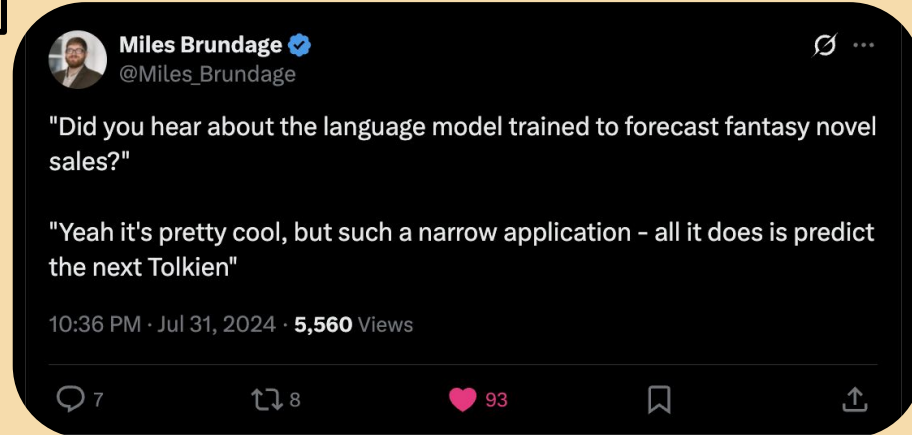 Miles Brundage
@Miles_Brundage
"Did you hear about the language model trained to forecast fantasy novel
sales?"
"Yeah it's pretty cool, but such a narrow application - all it does is predict
the next Tolkien"
10:36 PM · Jul 31, 2024 · 5,560 Views
7 8 93